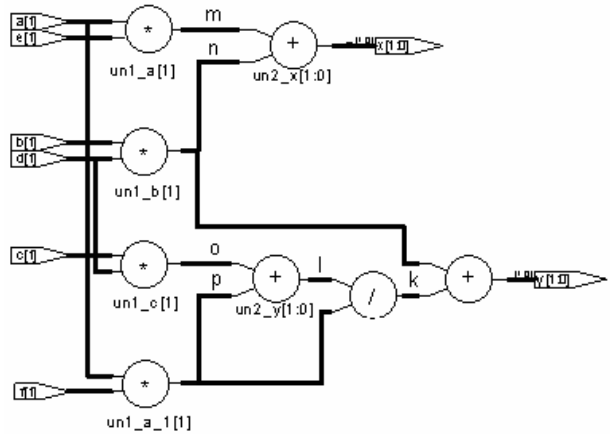 a[1]
e[1]
*
m
n
+
x[1:0]
un1_a[1]
un2_x[1:0]
b[1]
d[1]
*
un1_b[1]
c[1]
*
o
p
+
l
/
k
+
y[1:0]
un1_c[1]
un2_y[1:0]
f[1]
*
un1_a_1[1]